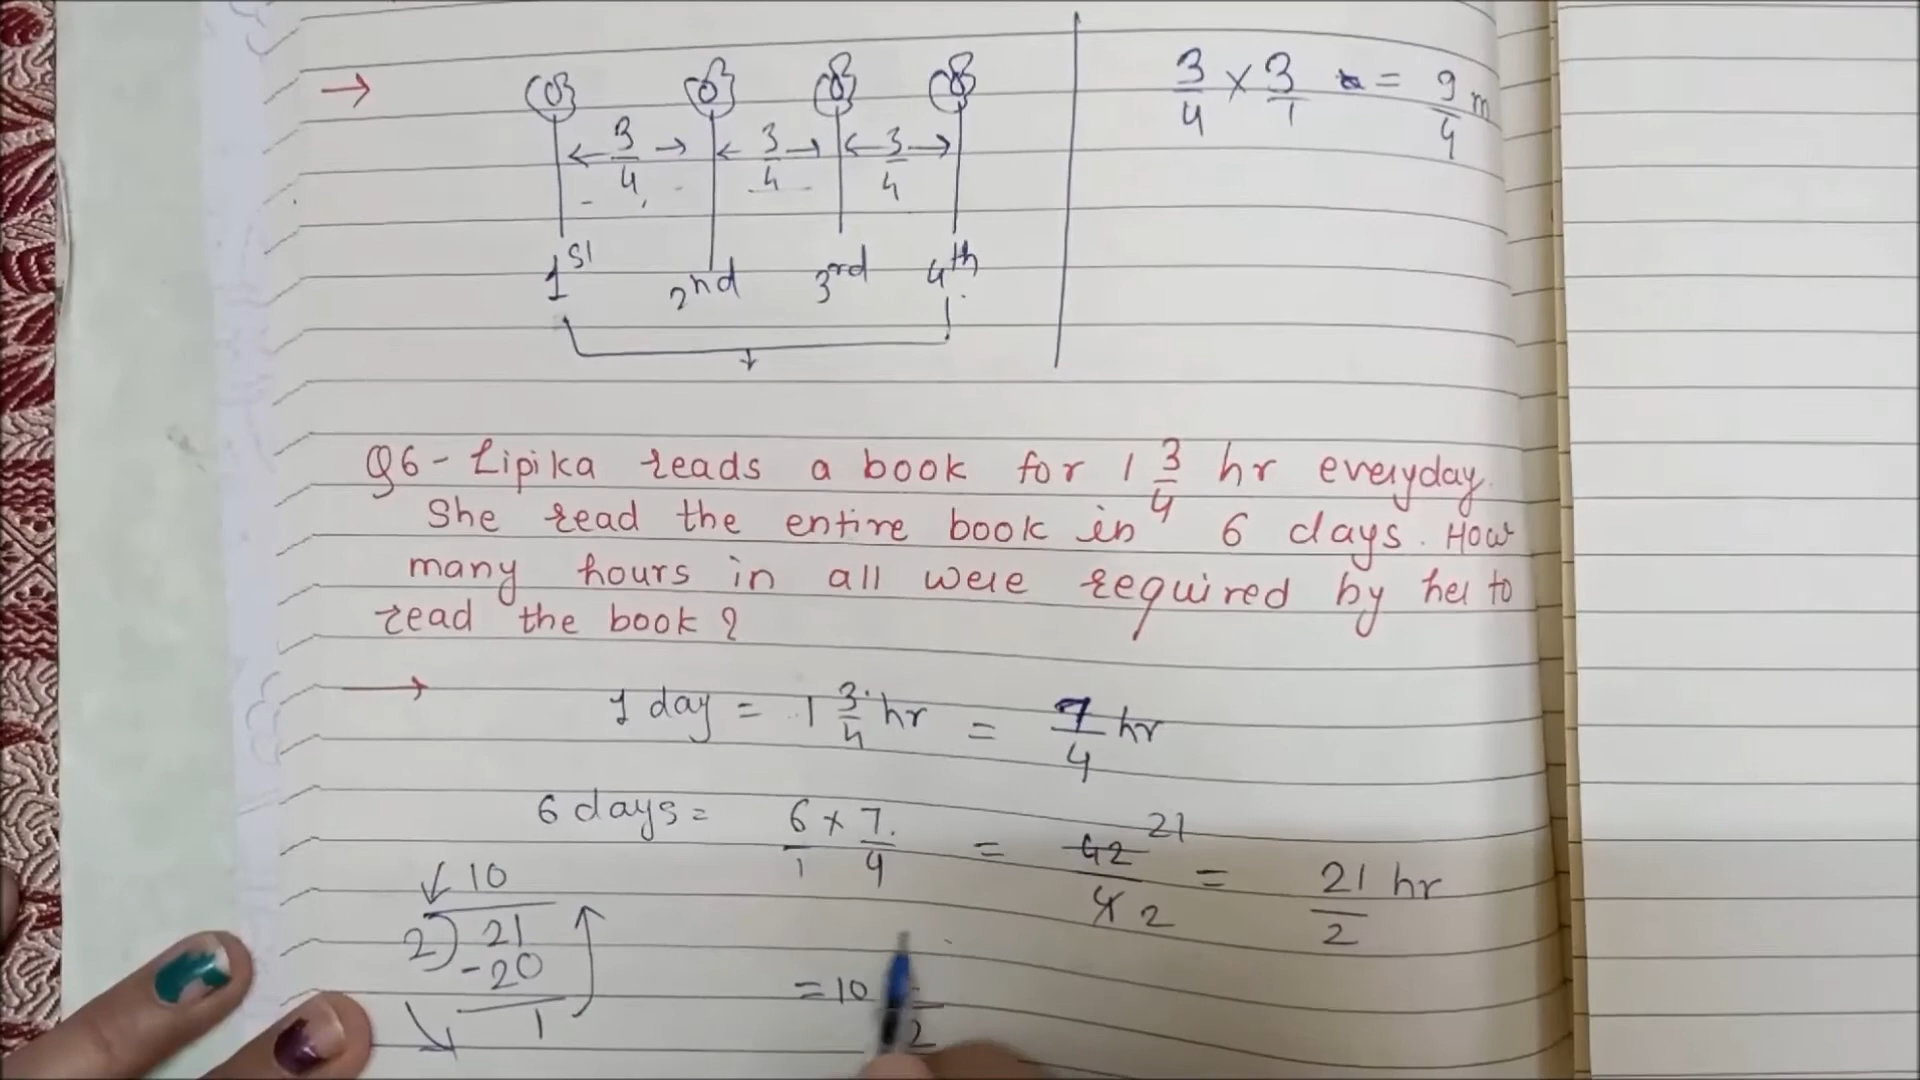 3/4 × 3/1 = 9/4 m
3/4 3/4 3/4
1st 2nd 3rd 4th
Q6- Lipika reads a book for 1 3/4 hr everyday.
She read the entire book in 6 days. How
many hours in all were required by her to
read the book?
1 day = 1 3/4 hr = 7/4 hr
6 days = 6/1 × 7/4 = 42/4 21 2 = 21/2 hr
10
2) 21
-20
1
= 10 2